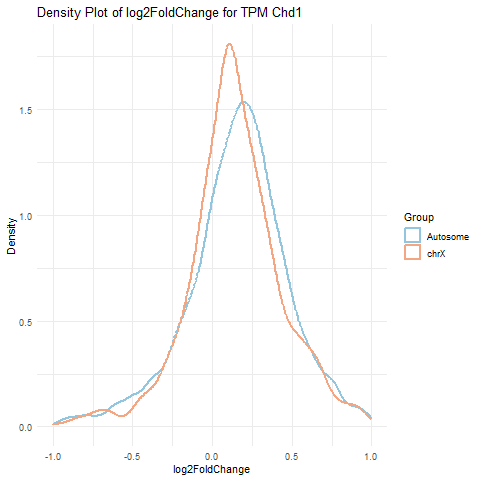 Density Plot of log2FoldChange for TPM Chd1
1.5
1.0
0.5
0.0
Density
-1.0 -0.5 0.0 0.5 1.0
log2FoldChange
Group
Autosome
chrX